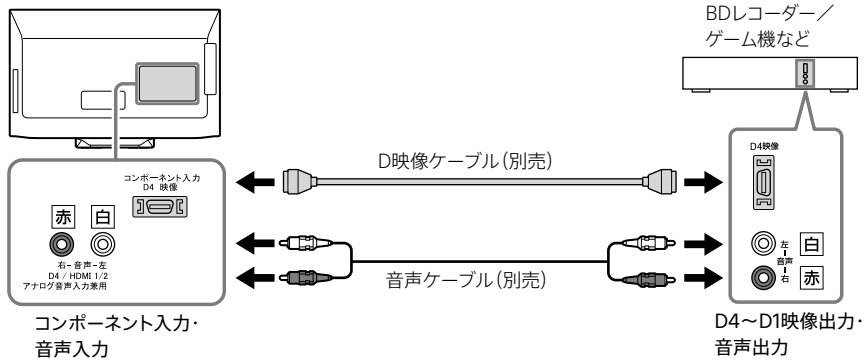 BDレコーダー／
ゲーム機など
D映像ケーブル（別売）
音声ケーブル（別売）
コンポーネント入力
D4 映像
赤 白
右-音声-左
D4 / HDMI 1/2
アナログ音声入力兼用
コンポーネント入力・
音声入力
D4映像
左
音声
右
白
赤
D4～D1映像出力・
音声出力